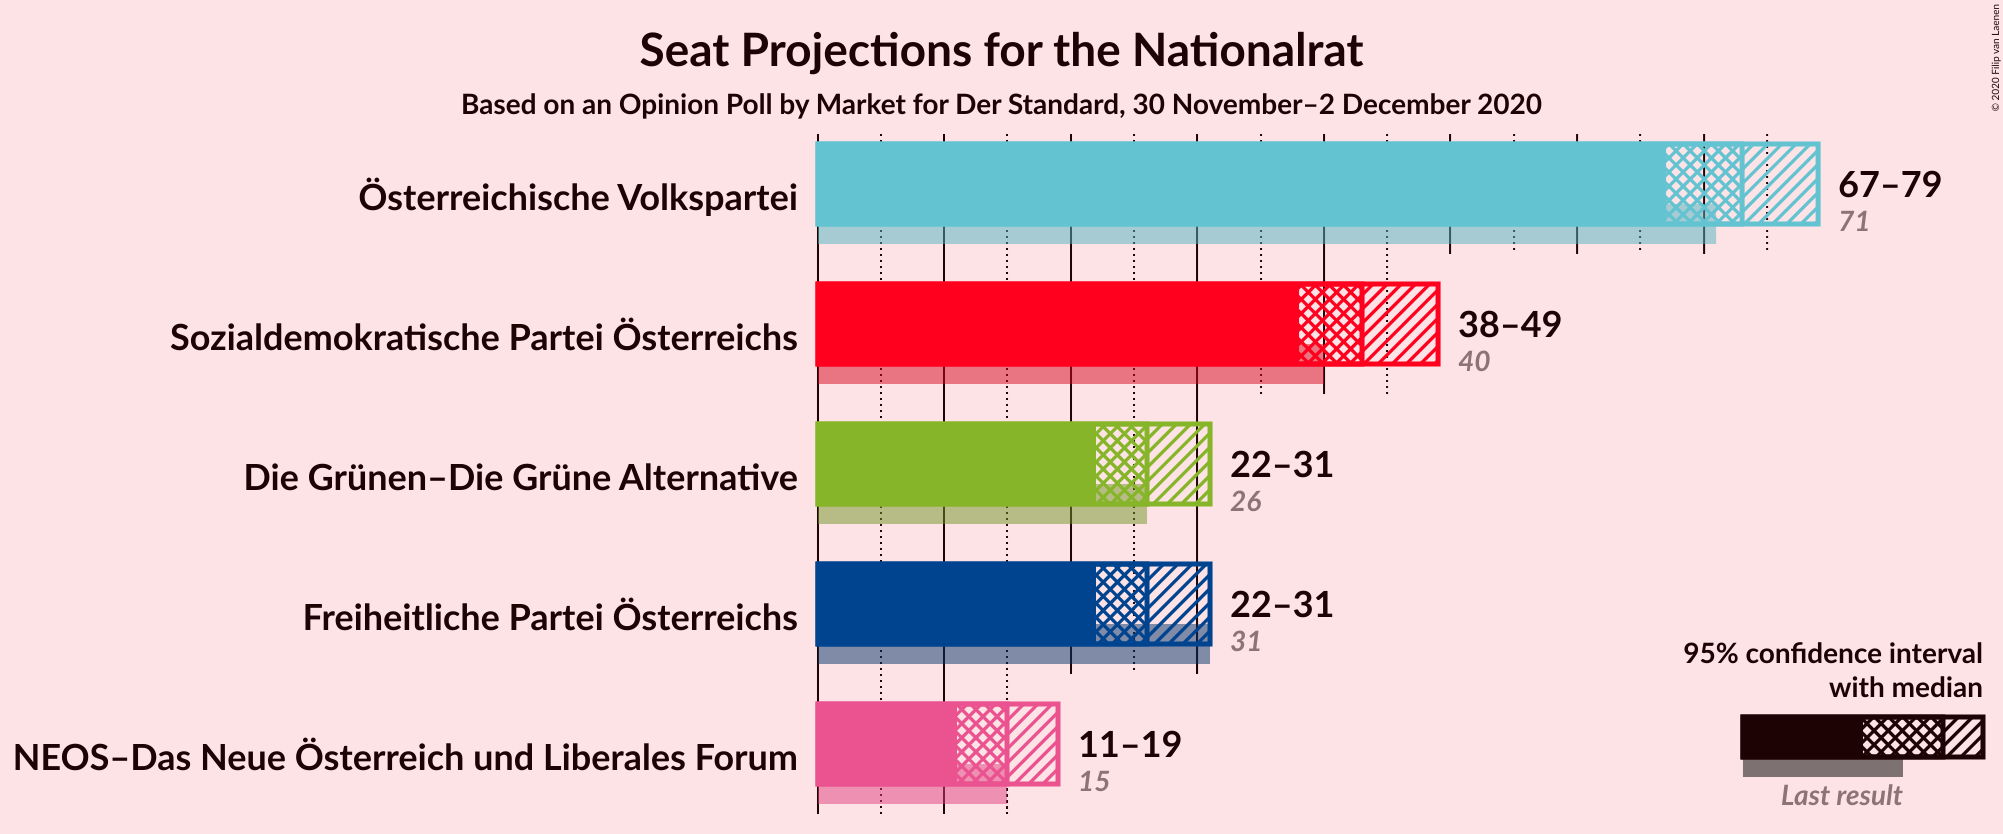 Seat Projections for the Nationalrat
Based on an Opinion Poll by Market for Der Standard, 30 November–2 December 2020
© 2020 Filip van Laenen
Österreichische Volkspartei
67–79
71
Sozialdemokratische Partei Österreichs
38–49
40
Die Grünen–Die Grüne Alternative
22–31
26
Freiheitliche Partei Österreichs
22–31
31
NEOS–Das Neue Österreich und Liberales Forum
11–19
15
95% confidence interval
with median
Last result